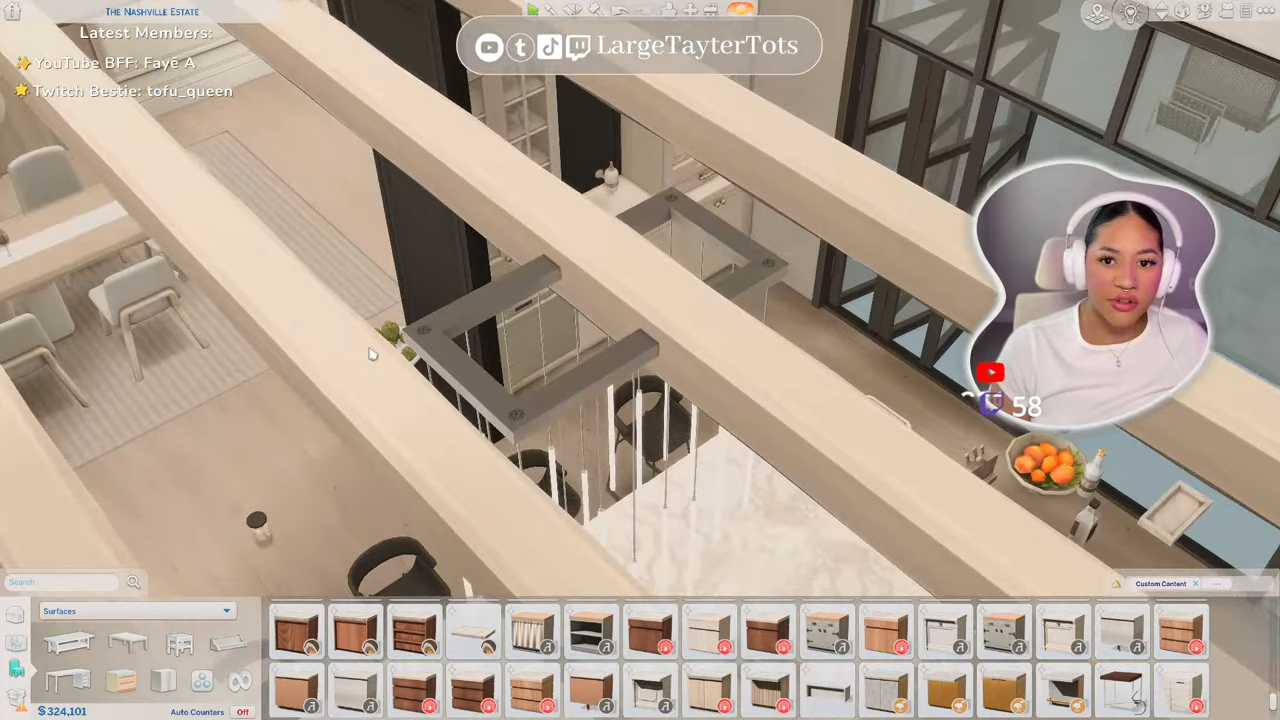 THE NASHVILLE ESTATE
Latest Members:
YouTube BFF: Fayē A
Twitch Bestie: tofu_queen
LargeTayterTots
58
Search
Custom Content
Surfaces
$324,101
Auto Counters
Off